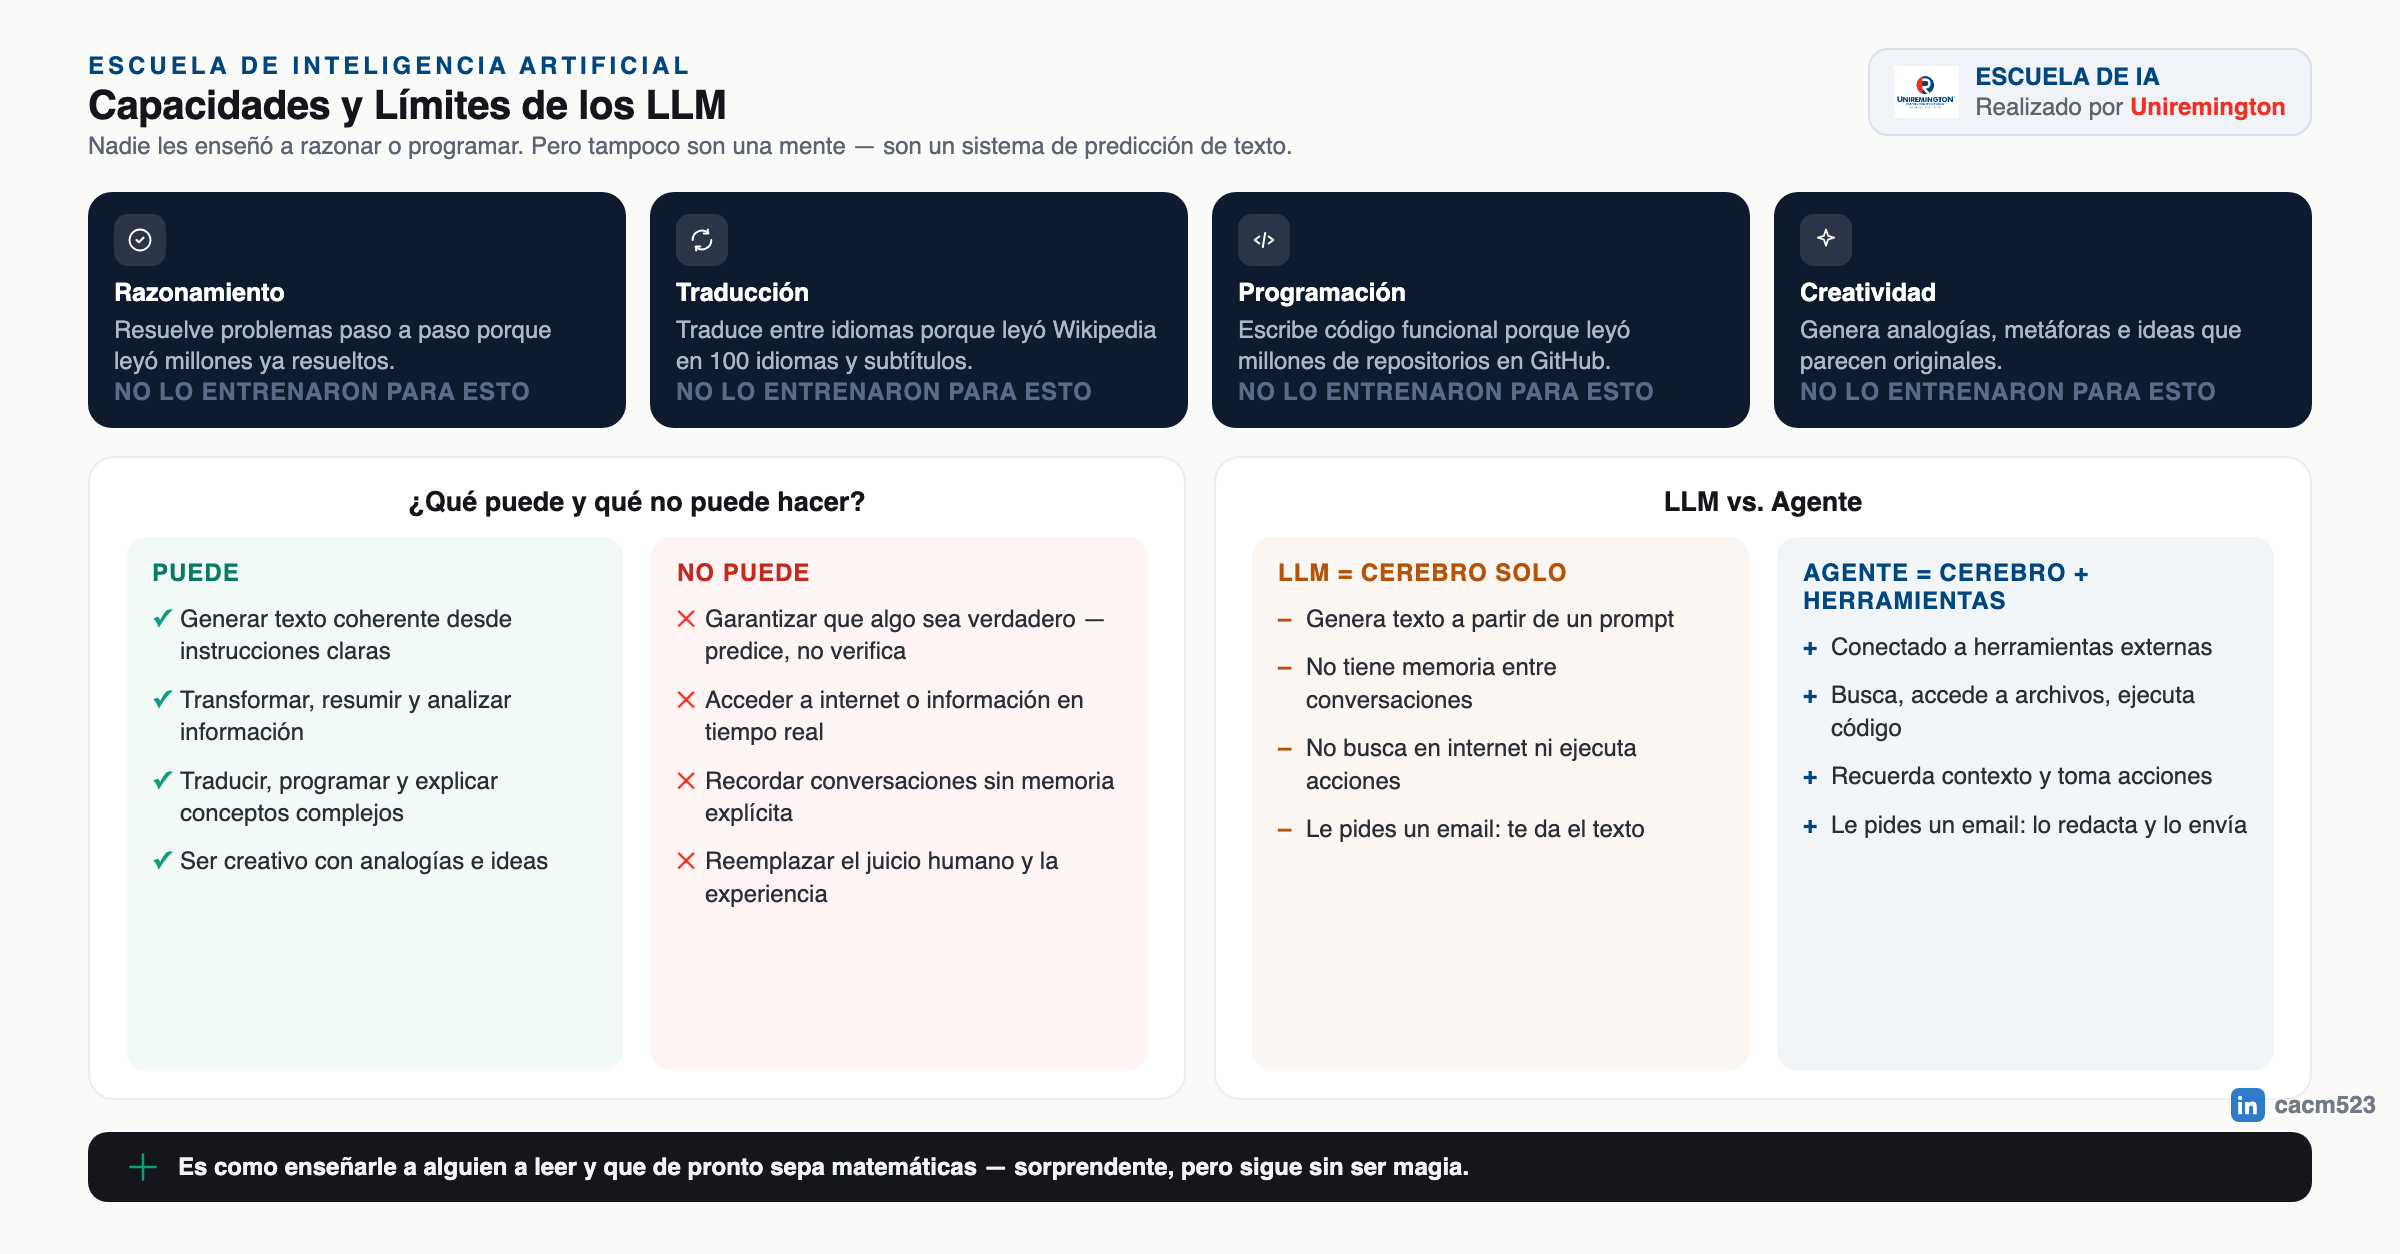 ESCUELA DE INTELIGENCIA ARTIFICIAL
Capacidades y Límites de los LLM
Nadie les enseñó a razonar o programar. Pero tampoco son una mente — son un sistema de predicción de texto.
UNIREMINGTON
ESCUELA DE IA
Realizado por Uniremington
Razonamiento
Resuelve problemas paso a paso porque
leyó millones ya resueltos.
NO LO ENTRENARON PARA ESTO
Traducción
Traduce entre idiomas porque leyó Wikipedia
en 100 idiomas y subtítulos.
NO LO ENTRENARON PARA ESTO
Programación
Escribe código funcional porque leyó
millones de repositorios en GitHub.
NO LO ENTRENARON PARA ESTO
Creatividad
Genera analogías, metáforas e ideas que
parecen originales.
NO LO ENTRENARON PARA ESTO
¿Qué puede y qué no puede hacer?
PUEDE
✓ Generar texto coherente desde
instrucciones claras
✓ Transformar, resumir y analizar
información
✓ Traducir, programar y explicar
conceptos complejos
✓ Ser creativo con analogías e ideas
NO PUEDE
✕ Garantizar que algo sea verdadero —
predice, no verifica
✕ Acceder a internet o información en
tiempo real
✕ Recordar conversaciones sin memoria
explícita
✕ Reemplazar el juicio humano y la
experiencia
LLM vs. Agente
LLM = CEREBRO SOLO
– Genera texto a partir de un prompt
– No tiene memoria entre
conversaciones
– No busca en internet ni ejecuta
acciones
– Le pides un email: te da el texto
AGENTE = CEREBRO +
HERRAMIENTAS
+ Conectado a herramientas externas
+ Busca, accede a archivos, ejecuta
código
+ Recuerda contexto y toma acciones
+ Le pides un email: lo redacta y lo envía
in cacm523
Es como enseñarle a alguien a leer y que de pronto sepa matemáticas — sorprendente, pero sigue sin ser magia.